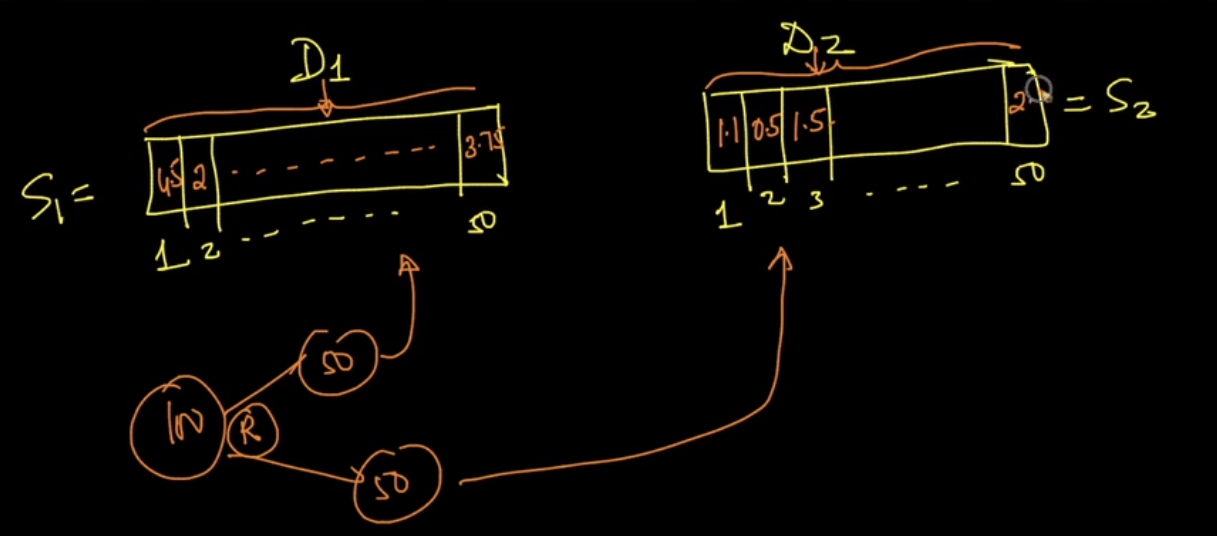 D1
D2
S1 =
4.5 2 - - - - - - - 3.75
1.1 0.5 1.5
= S2
1 2 - - - - - - 50
1 2 3 - - - - 50
50
100
R
50